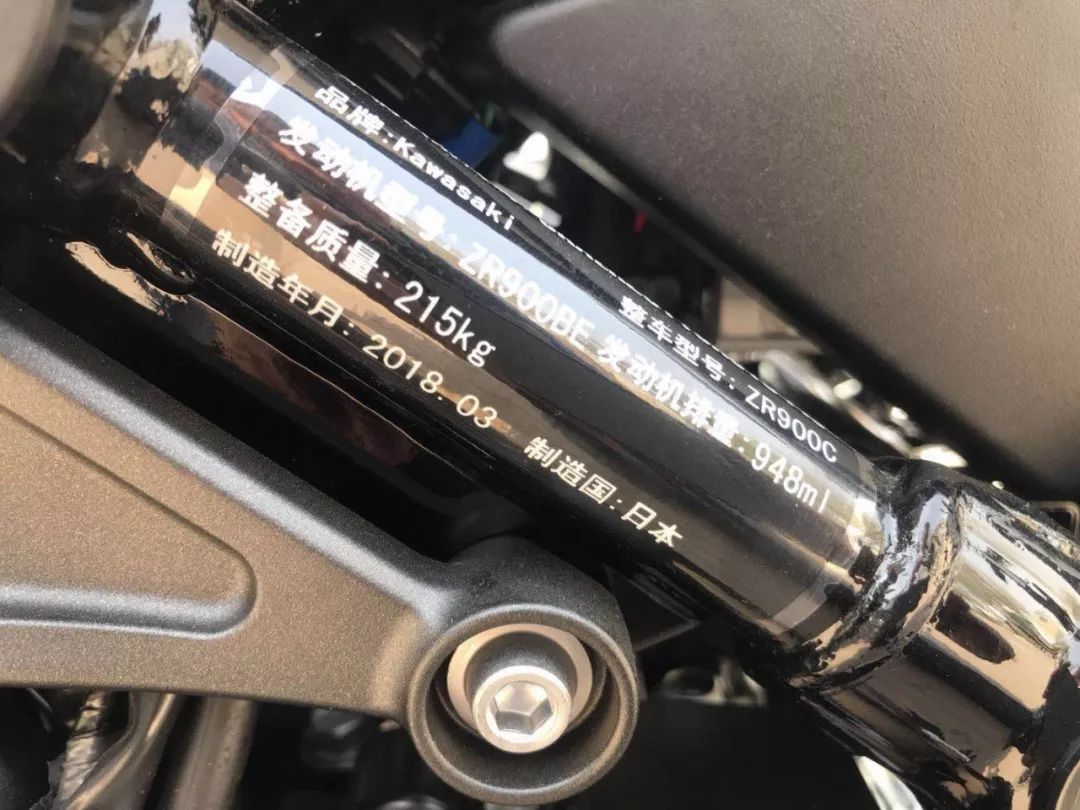 品牌:Kawasaki 整车型号:ZR900C
发动机型号:ZR900BE 发动机排量:948ml
整备质量:215kg
制造年月:2018.03 制造国:日本